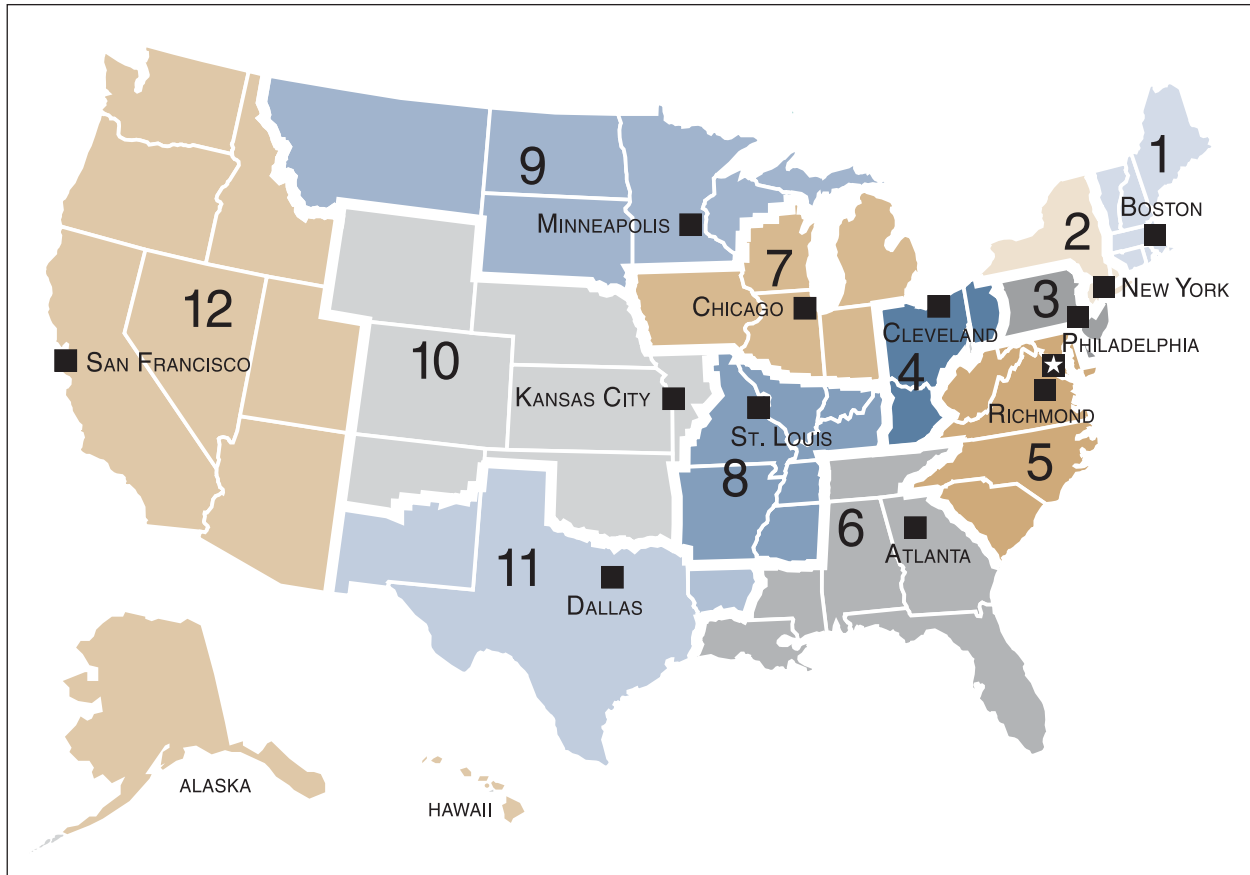 1
BOSTON
2
NEW YORK
3
PHILADELPHIA
9
MINNEAPOLIS
7
CHICAGO
CLEVELAND
4
12
SAN FRANCISCO
10
KANSAS CITY
ST. LOUIS
8
RICHMOND
5
6
ATLANTA
11
DALLAS
ALASKA
HAWAII